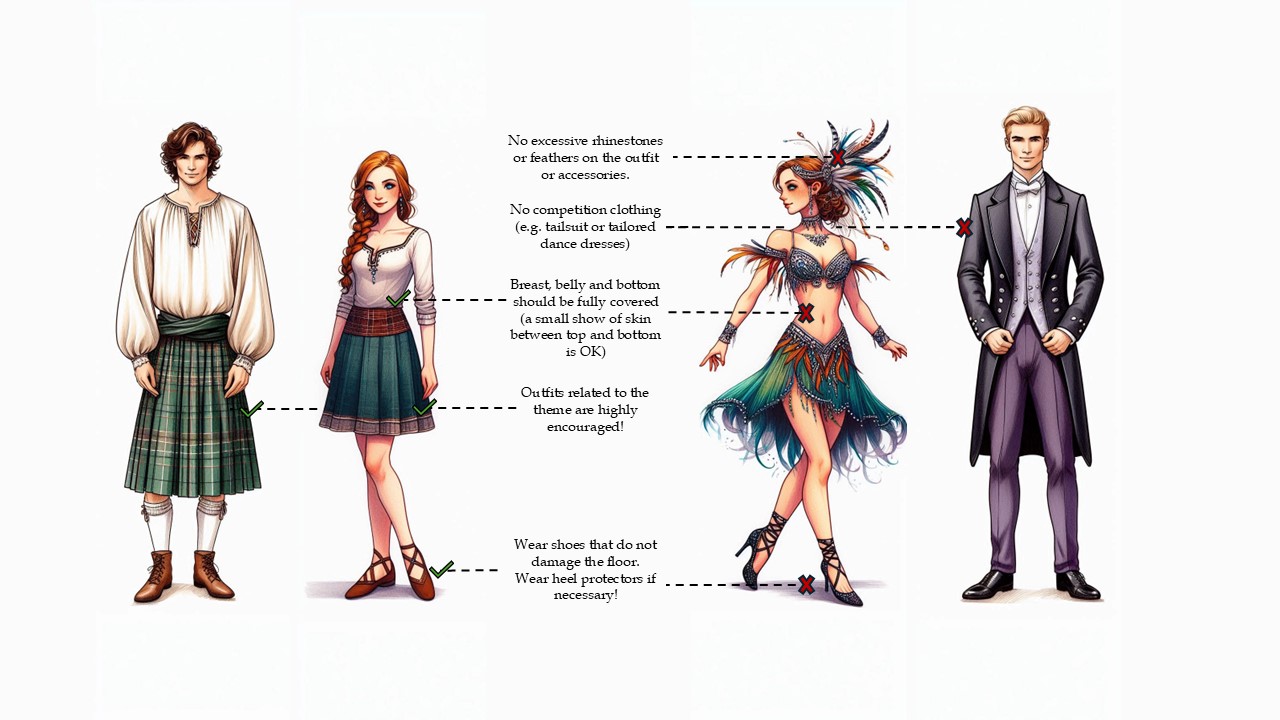 No excessive rhinestones
or feathers on the outfit
or accessories.
No competition clothing
(e.g. tailsuit or tailored
dance dresses)
Breast, belly and bottom
should be fully covered
(a small show of skin
between top and bottom
is OK)
Outfits related to the
theme are highly
encouraged!
Wear shoes that do not
damage the floor.
Wear heel protectors if
necessary!